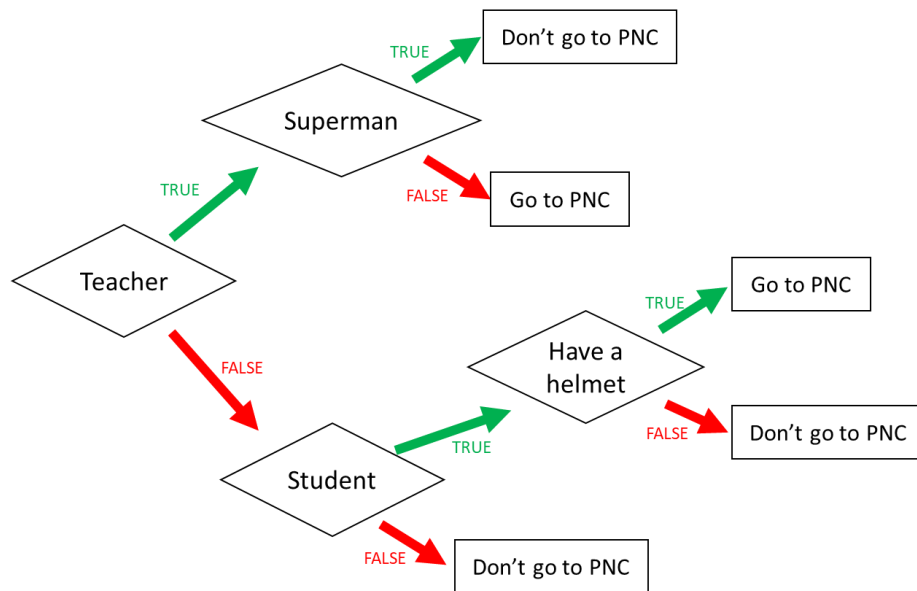 Don’t go to PNC
TRUE
Superman
TRUE
FALSE
Go to PNC
Teacher
Go to PNC
TRUE
FALSE
Have a
helmet
FALSE
Don’t go to PNC
TRUE
Student
FALSE
Don’t go to PNC